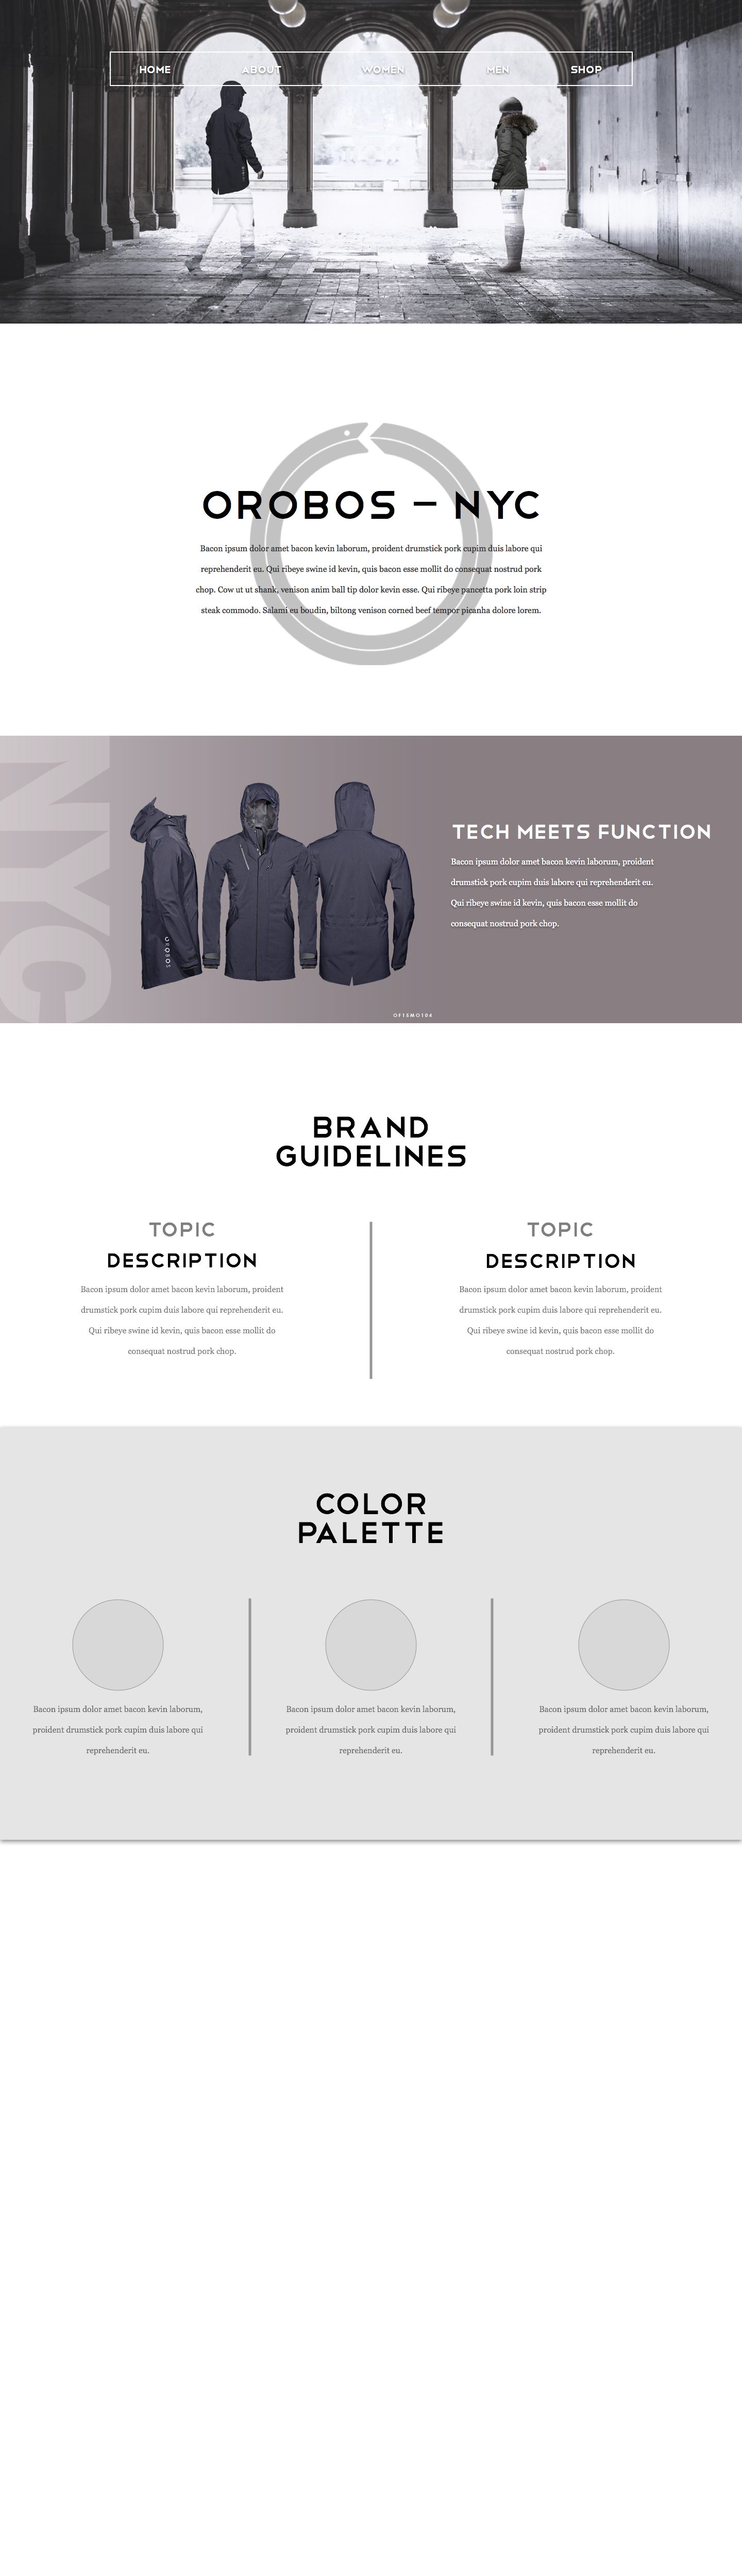 HOME ABOUT WOMEN MEN SHOP
OROBOS – NYC
Bacon ipsum dolor amet bacon kevin laborum, proident drumstick pork cupim duis labore qui
reprehenderit eu. Qui ribeye swine id kevin, quis bacon esse mollit do consequat nostrud pork
chop. Cow ut ut shank, venison anim ball tip dolor kevin esse. Qui ribeye pancetta pork loin strip
steak commodo. Salami eu boudin, biltong venison corned beef tempor picanha dolore lorem.
NYC
OROBOS
TECH MEETS FUNCTION
Bacon ipsum dolor amet bacon kevin laborum, proident
drumstick pork cupim duis labore qui reprehenderit eu.
Qui ribeye swine id kevin, quis bacon esse mollit do
consequat nostrud pork chop.
OF15MO104
BRAND
GUIDELINES
TOPIC
DESCRIPTION
Bacon ipsum dolor amet bacon kevin laborum, proident
drumstick pork cupim duis labore qui reprehenderit eu.
Qui ribeye swine id kevin, quis bacon esse mollit do
consequat nostrud pork chop.
TOPIC
DESCRIPTION
Bacon ipsum dolor amet bacon kevin laborum, proident
drumstick pork cupim duis labore qui reprehenderit eu.
Qui ribeye swine id kevin, quis bacon esse mollit do
consequat nostrud pork chop.
COLOR
PALETTE
Bacon ipsum dolor amet bacon kevin laborum,
proident drumstick pork cupim duis labore qui
reprehenderit eu.
Bacon ipsum dolor amet bacon kevin laborum,
proident drumstick pork cupim duis labore qui
reprehenderit eu.
Bacon ipsum dolor amet bacon kevin laborum,
proident drumstick pork cupim duis labore qui
reprehenderit eu.